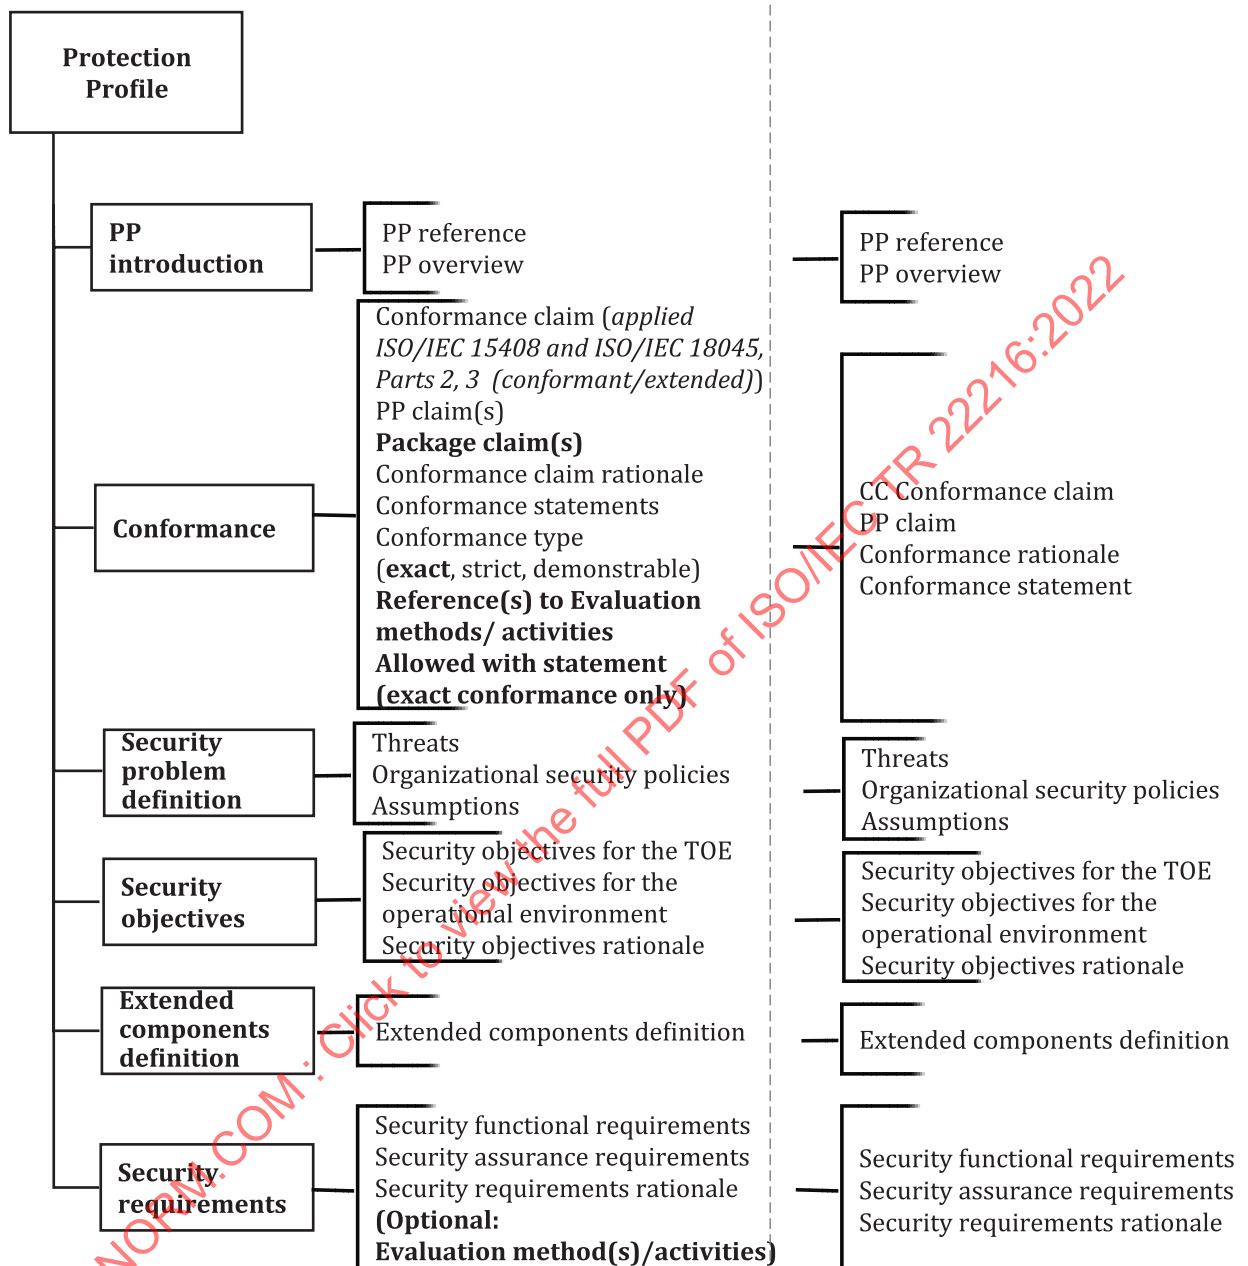 Protection
Profile
PP
introduction
PP reference
PP overview
PP reference
PP overview
Conformance
Conformance claim (applied
ISO/IEC 15408 and ISO/IEC 18045,
Parts 2, 3 (conformant/extended))
PP claim(s)
Package claim(s)
Conformance claim rationale
Conformance statements
Conformance type
(exact, strict, demonstrable)
Reference(s) to Evaluation
methods/ activities
Allowed with statement
(exact conformance only)
CC Conformance claim
PP claim
Conformance rationale
Conformance statement
Security
problem
definition
Threats
Organizational security policies
Assumptions
Threats
Organizational security policies
Assumptions
Security
objectives
Security objectives for the TOE
Security objectives for the
operational environment
Security objectives rationale
Security objectives for the TOE
Security objectives for the
operational environment
Security objectives rationale
Extended
components
definition
Extended components definition
Extended components definition
Security
requirements
Security functional requirements
Security assurance requirements
Security requirements rationale
(Optional:
Evaluation method(s)/activities)
Security functional requirements
Security assurance requirements
Security requirements rationale
NORM.COM : Click to view the full PDF of ISO/IEC TR 22216:2022